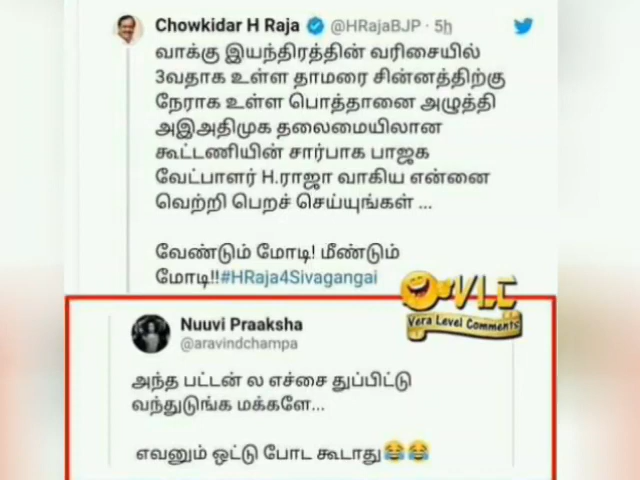 Chowkidar H Raja @HRajaBJP · 5h
வாக்கு இயந்திரத்தின் வரிசையில்
3வதாக உள்ள தாமரை சின்னத்திற்கு
நேராக உள்ள பொத்தானை அழுத்தி
அஇஅதிமுக தலைமையிலான
கூட்டணியின் சார்பாக பாஜக
வேட்பாளர் H.ராஜா வாகிய என்னை
வெற்றி பெறச் செய்யுங்கள் ...
வேண்டும் மோடி! மீண்டும்
மோடி!!#HRaja4Sivagangai
VLC
Vera Level Comments
Nuuvi Praaksha
@aravindchampa
அந்த பட்டன் ல எச்சை துப்பிட்டு
வந்துடுங்க மக்களே...
எவனும் ஒட்டு போட கூடாது😂😂